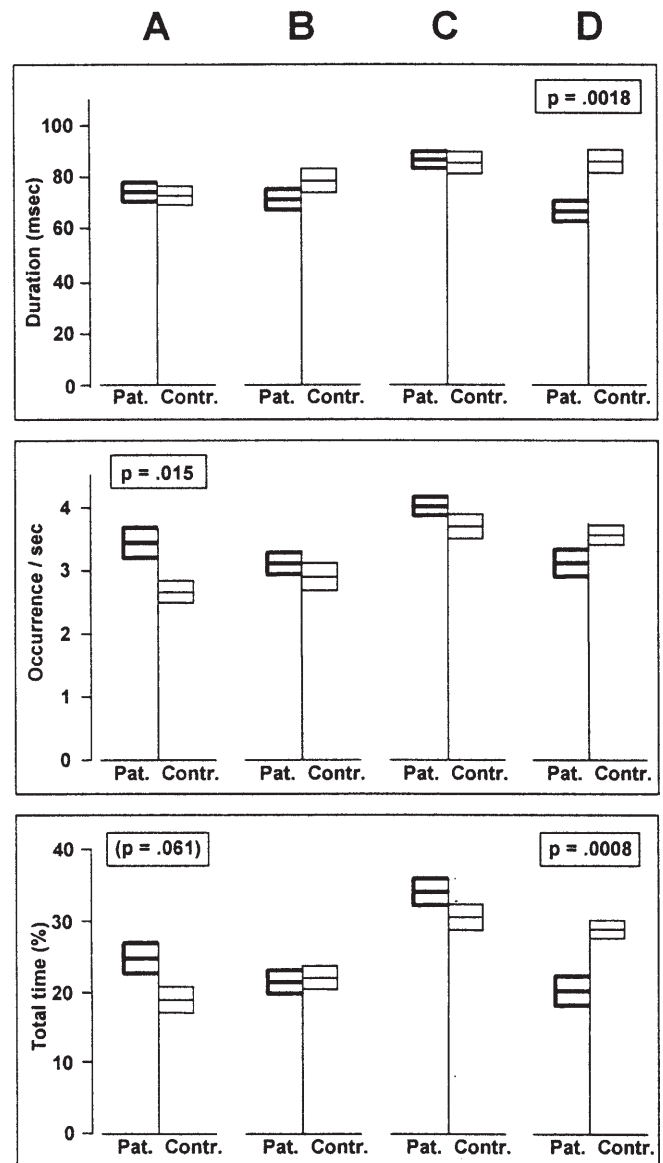 A B C D
p = .0018
Duration (msec)
100
80
60
40
20
0
Pat. Contr. Pat. Contr. Pat. Contr. Pat. Contr.
p = .015
Occurrence / sec
4
3
2
1
0
Pat. Contr. Pat. Contr. Pat. Contr. Pat. Contr.
(p = .061) p = .0008
Total time (%)
40
30
20
10
0
Pat. Contr. Pat. Contr. Pat. Contr. Pat. Contr.